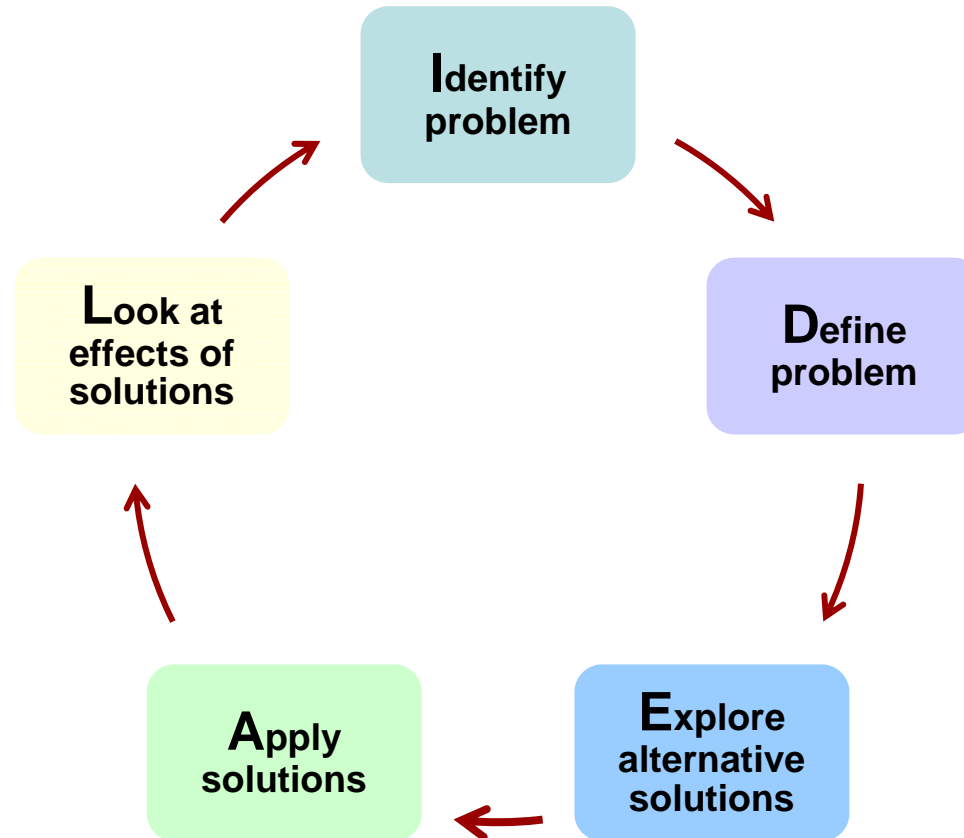 Identify
problem
Define
problem
Explore
alternative
solutions
Apply
solutions
Look at
effects of
solutions